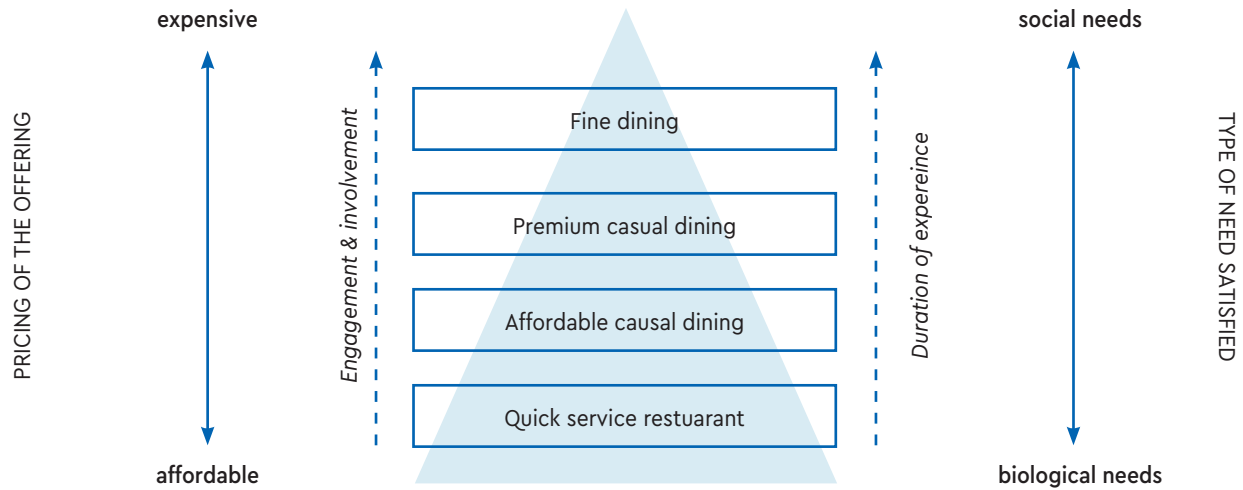 expensive
social needs
PRICING OF THE OFFERING
Engagement & involvement
Fine dining
Premium casual dining
Affordable causal dining
Quick service restuarant
Duration of expereince
TYPE OF NEED SATISFIED
affordable
biological needs